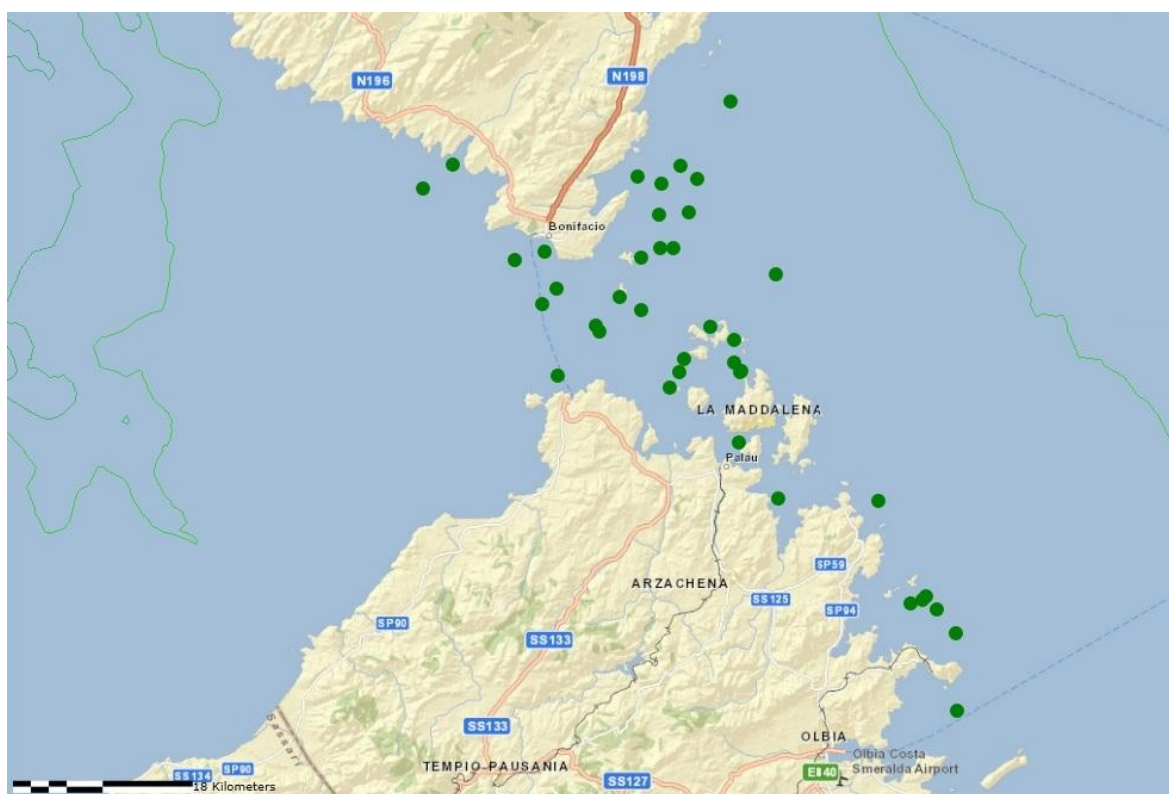 N196
N198
Bonifacio
LA MADDALENA
Palau
ARZACHENA
SP59
SS125
SP94
SP90
SS133
Sassari
SS133
OLBIA
Olbia Costa
Smeralda Airport
TEMPIO PAUSANIA
SP90
SS134
E840
SS127
18 Kilometers